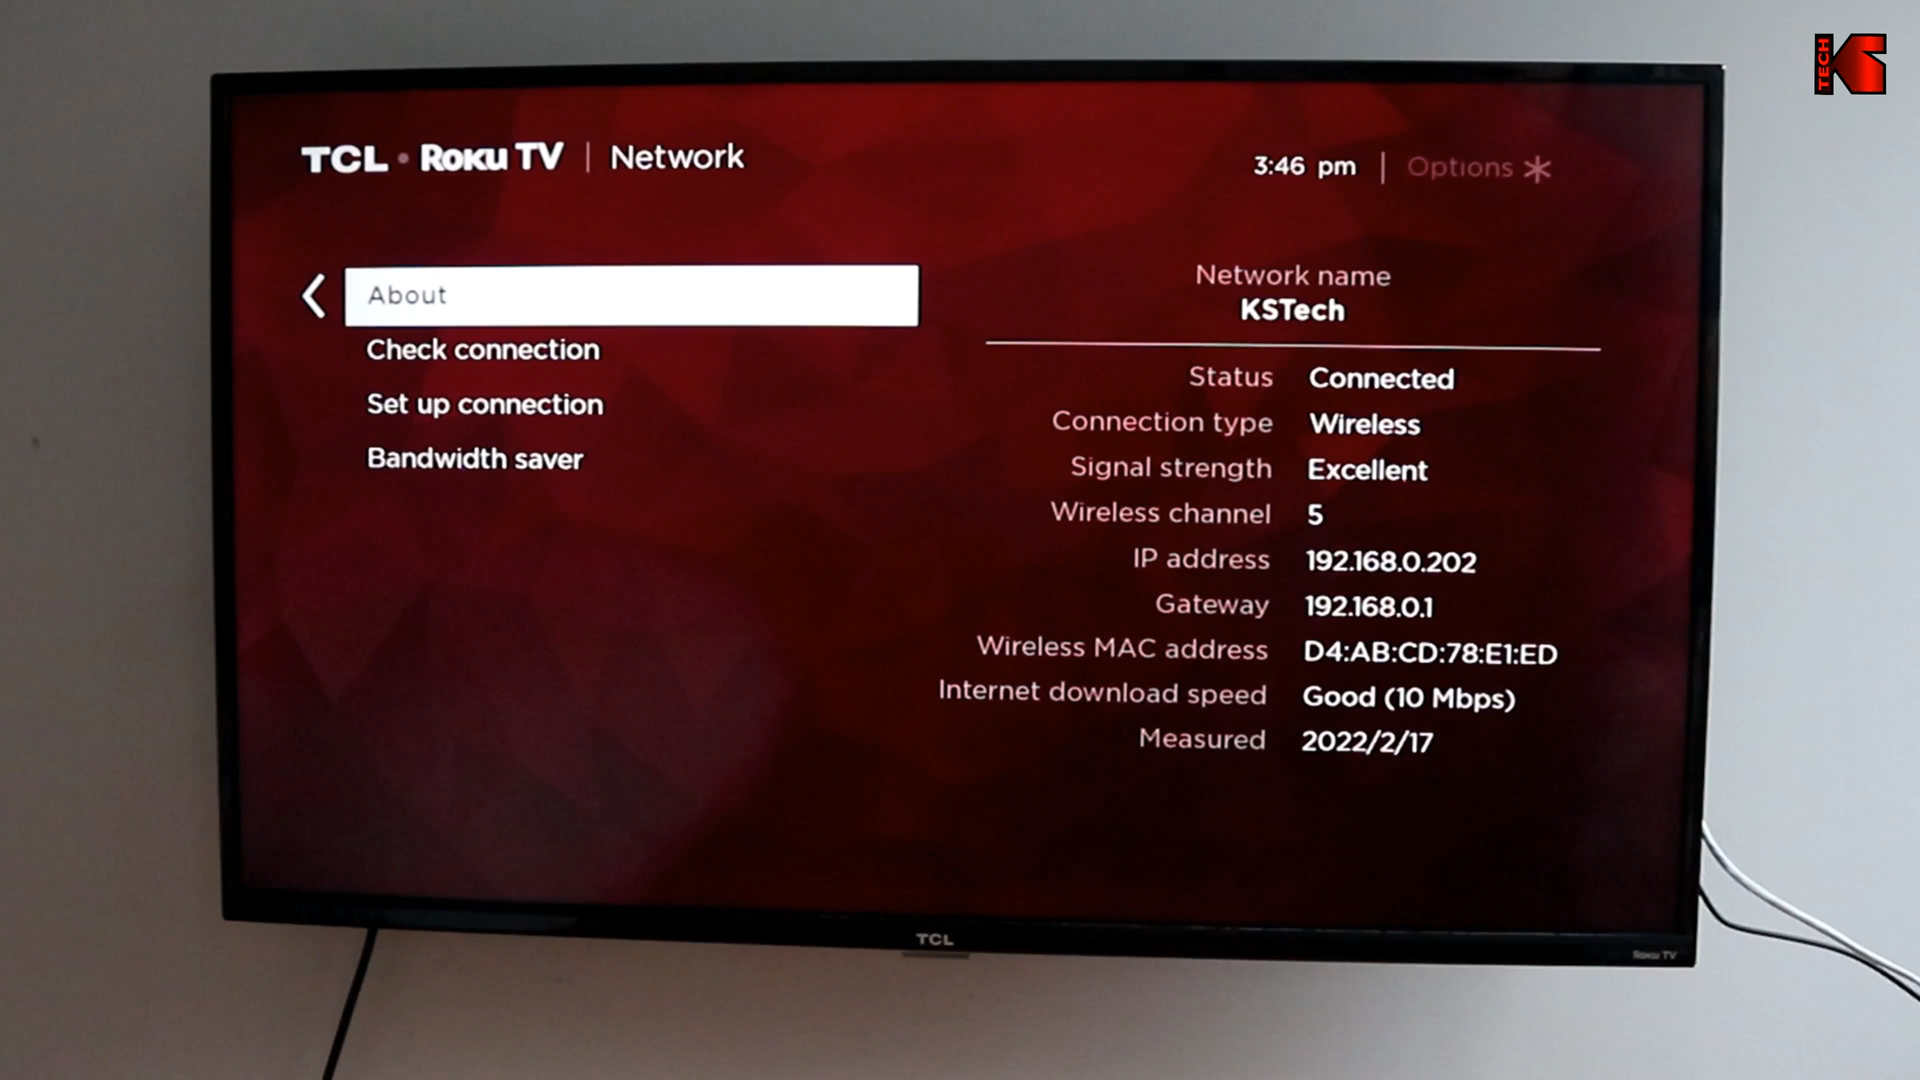 TECH KS
TCL • Roku TV | Network
3:46 pm | Options ✱
About
Check connection
Set up connection
Bandwidth saver
Network name
KSTech
Status Connected
Connection type Wireless
Signal strength Excellent
Wireless channel 5
IP address 192.168.0.202
Gateway 192.168.0.1
Wireless MAC address D4:AB:CD:78:E1:ED
Internet download speed Good (10 Mbps)
Measured 2022/2/17
TCL
Roku TV